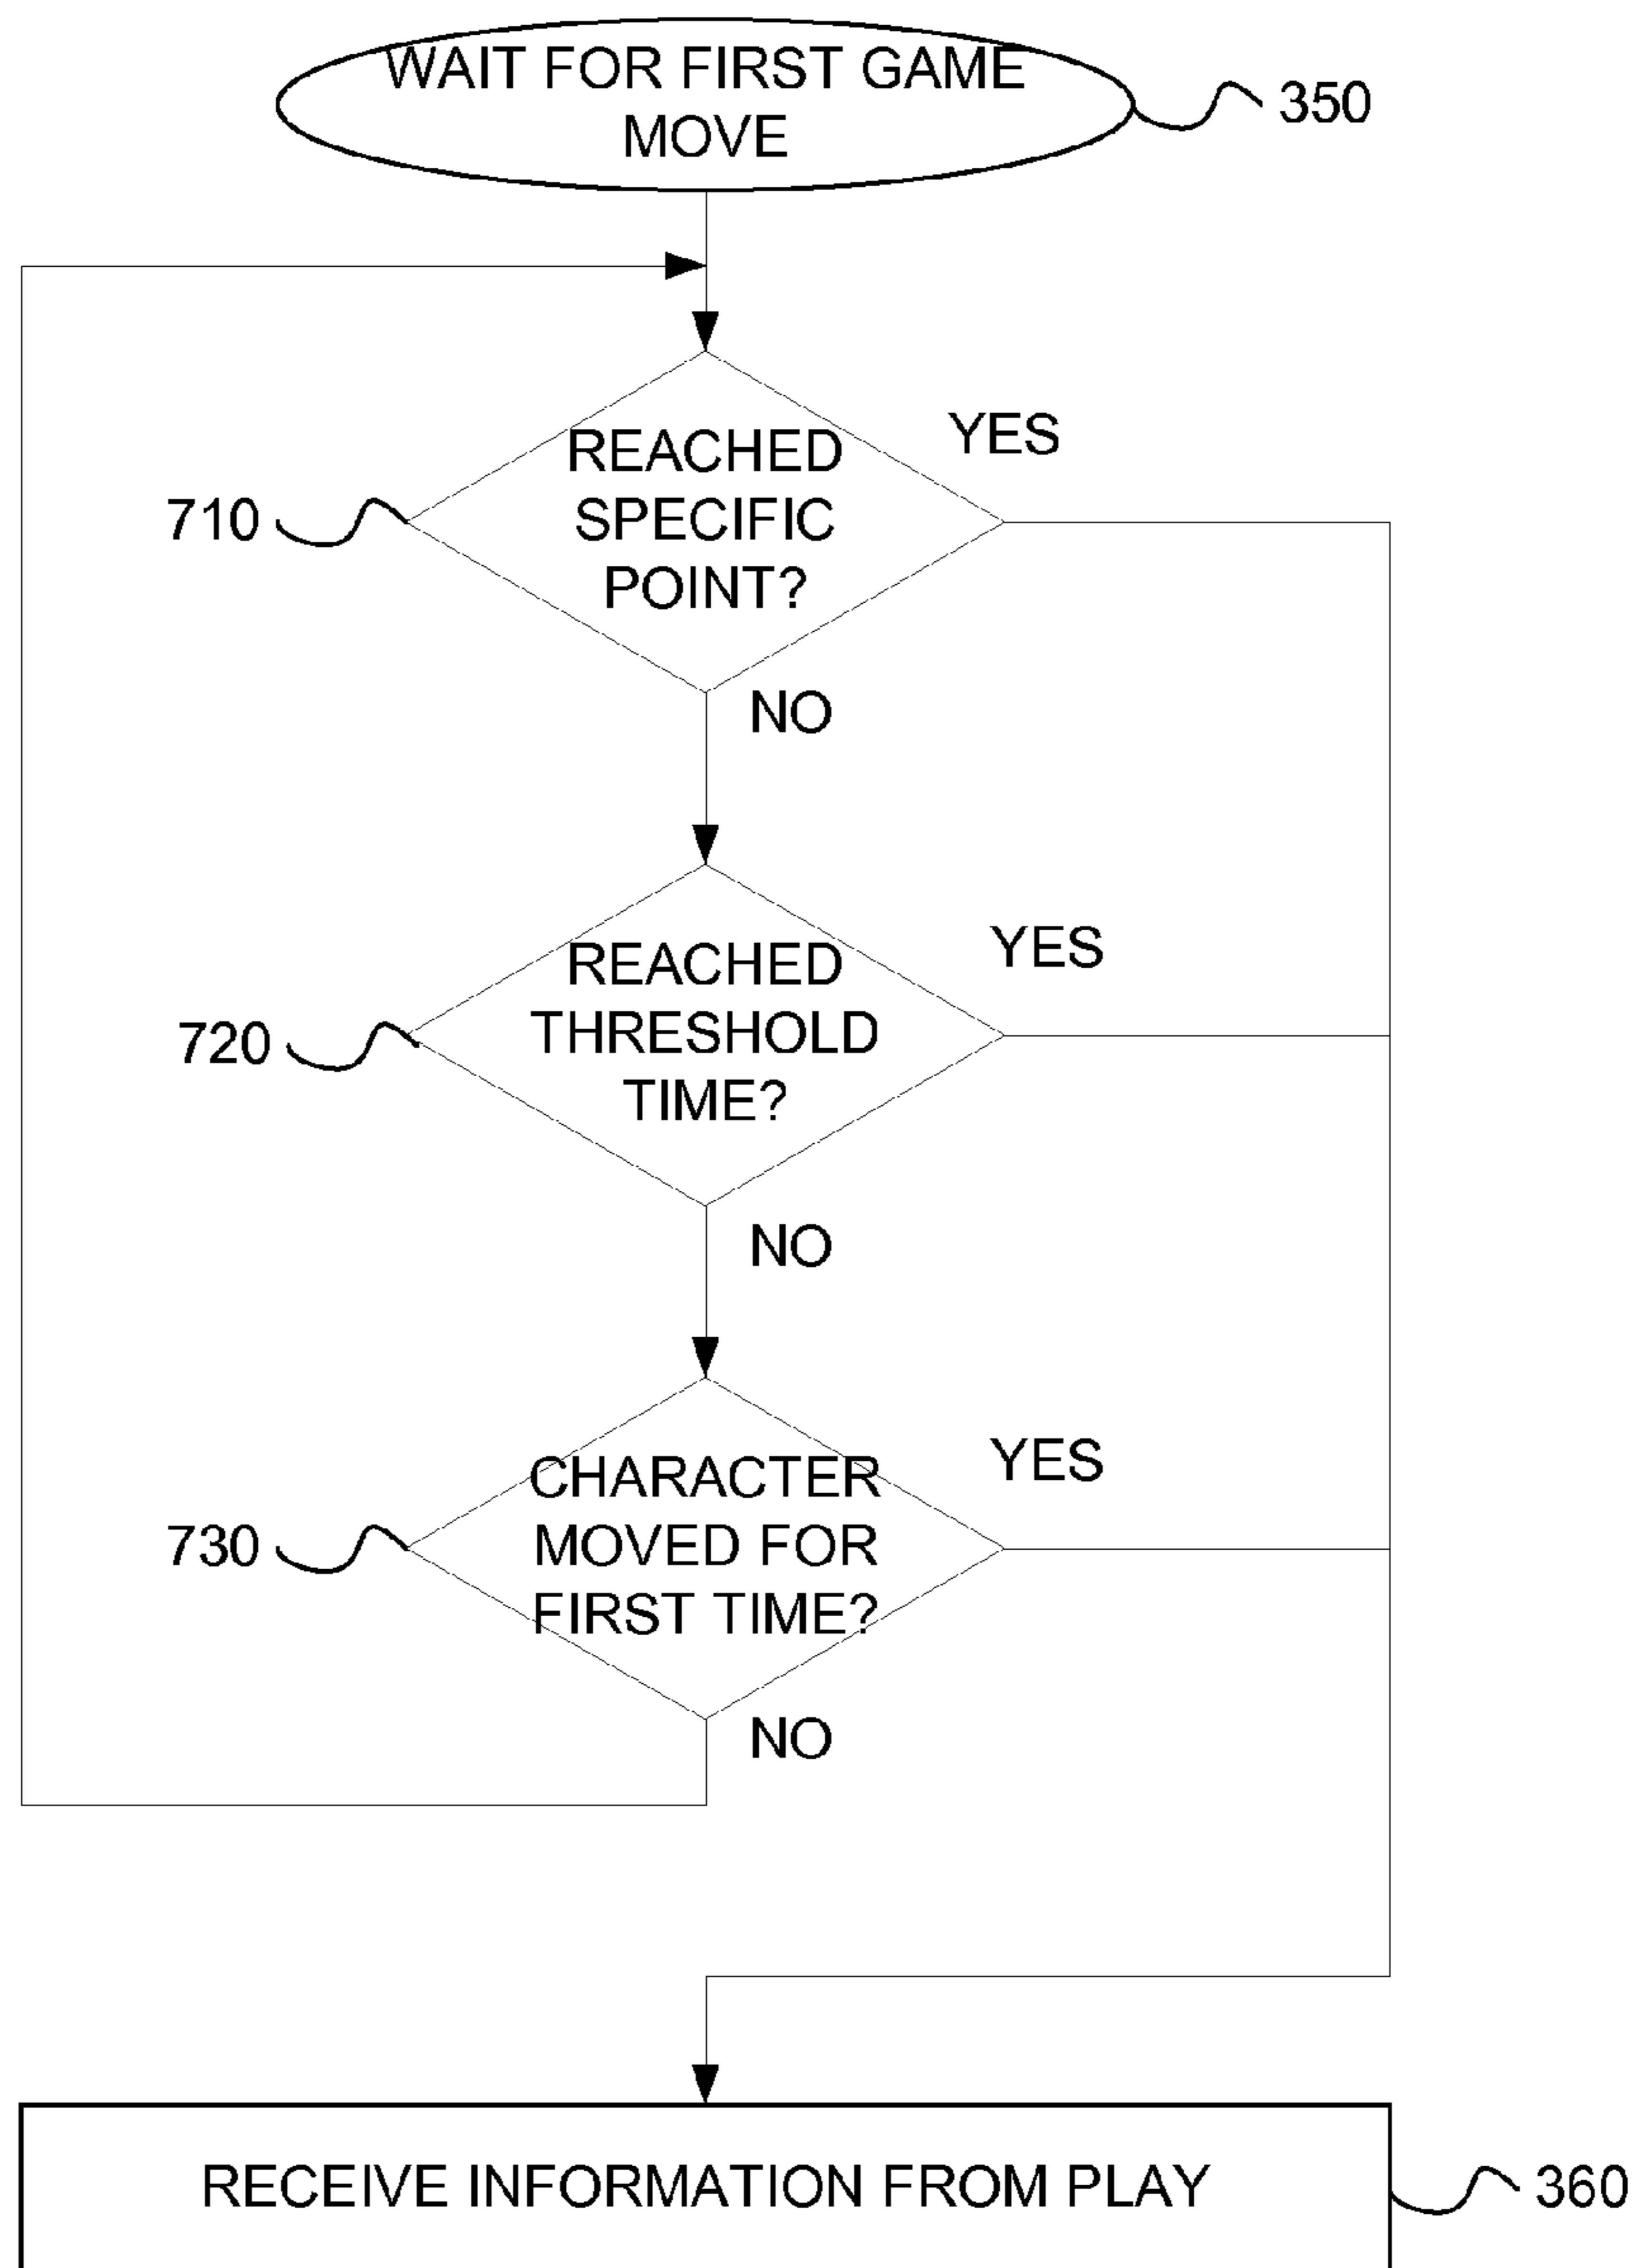 WAIT FOR FIRST GAME
MOVE
350
REACHED
SPECIFIC
POINT?
YES
710
NO
REACHED
THRESHOLD
TIME?
YES
720
NO
CHARACTER
MOVED FOR
FIRST TIME?
YES
730
NO
RECEIVE INFORMATION FROM PLAY
360